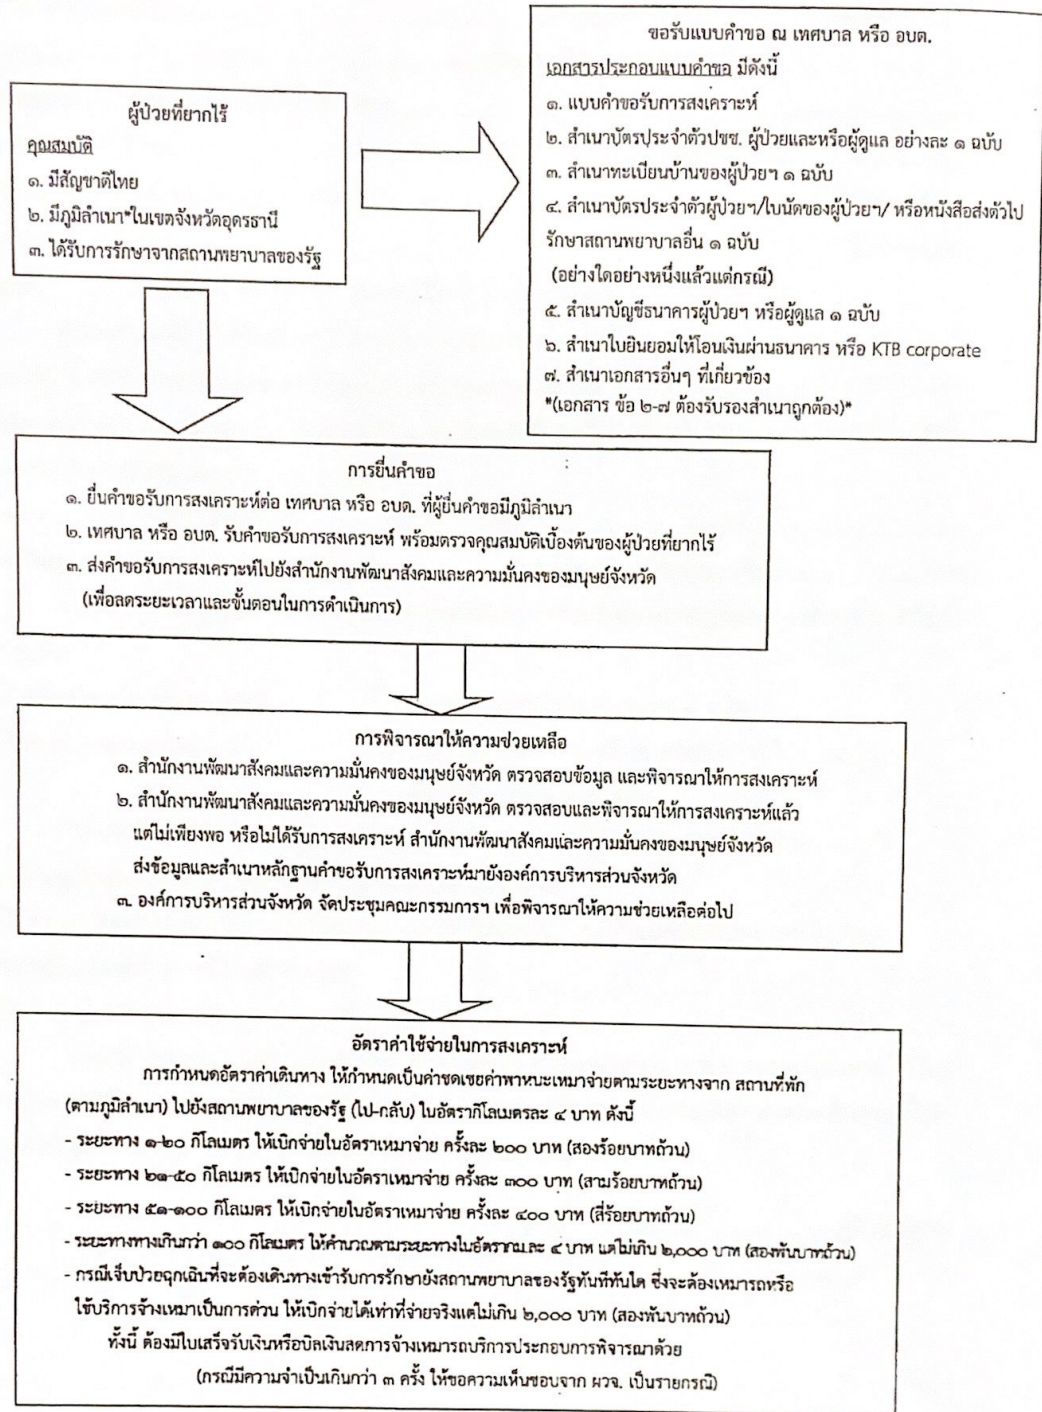 ผู้ป่วยที่ยากไร้
คุณสมบัติ
๑. มีสัญชาติไทย
๒. มีภูมิลำเนา*ในเขตจังหวัดอุดรธานี
๓. ได้รับการรักษาจากสถานพยาบาลของรัฐ
ขอรับแบบคำขอ ณ เทศบาล หรือ อบต.
เอกสารประกอบแบบคำขอ มีดังนี้
๑. แบบคำขอรับการสงเคราะห์
๒. สำเนาบัตรประจำตัวปชช. ผู้ป่วยและหรือผู้ดูแล อย่างละ ๑ ฉบับ
๓. สำเนาทะเบียนบ้านของผู้ป่วยฯ ๑ ฉบับ
๔. สำเนาบัตรประจำตัวผู้ป่วยฯ/ใบนัดของผู้ป่วยฯ/ หรือหนังสือส่งตัวไป
รักษาสถานพยาบาลอื่น ๑ ฉบับ
(อย่างใดอย่างหนึ่งแล้วแต่กรณี)
๕. สำเนาบัญชีธนาคารผู้ป่วยฯ หรือผู้ดูแล ๑ ฉบับ
๖. สำเนาใบยินยอมให้โอนเงินผ่านธนาคาร หรือ KTB corporate
๗. สำเนาเอกสารอื่นๆ ที่เกี่ยวข้อง
*(เอกสาร ข้อ ๒-๗ ต้องรับรองสำเนาถูกต้อง)*
การยื่นคำขอ
๑. ยื่นคำขอรับการสงเคราะห์ต่อ เทศบาล หรือ อบต. ที่ผู้ยื่นคำขอมีภูมิลำเนา
๒. เทศบาล หรือ อบต. รับคำขอรับการสงเคราะห์ พร้อมตรวจคุณสมบัติเบื้องต้นของผู้ป่วยที่ยากไร้
๓. ส่งคำขอรับการสงเคราะห์ไปยังสำนักงานพัฒนาสังคมและความมั่นคงของมนุษย์จังหวัด
(เพื่อลดระยะเวลาและขั้นตอนในการดำเนินการ)
การพิจารณาให้ความช่วยเหลือ
๑. สำนักงานพัฒนาสังคมและความมั่นคงของมนุษย์จังหวัด ตรวจสอบข้อมูล และพิจารณาให้การสงเคราะห์
๒. สำนักงานพัฒนาสังคมและความมั่นคงของมนุษย์จังหวัด ตรวจสอบและพิจารณาให้การสงเคราะห์แล้ว
แต่ไม่เพียงพอ หรือไม่ได้รับการสงเคราะห์ สำนักงานพัฒนาสังคมและความมั่นคงของมนุษย์จังหวัด
ส่งข้อมูลและสำเนาหลักฐานคำขอรับการสงเคราะห์มายังองค์การบริหารส่วนจังหวัด
๓. องค์การบริหารส่วนจังหวัด จัดประชุมคณะกรรมการฯ เพื่อพิจารณาให้ความช่วยเหลือต่อไป
อัตราค่าใช้จ่ายในการสงเคราะห์
การกำหนดอัตราค่าเดินทาง ให้กำหนดเป็นค่าชดเชยค่าพาหนะเหมาจ่ายตามระยะทางจาก สถานที่พัก
(ตามภูมิลำเนา) ไปยังสถานพยาบาลของรัฐ (ไป-กลับ) ในอัตรากิโลเมตรละ ๔ บาท ดังนี้
- ระยะทาง ๑-๒๐ กิโลเมตร ให้เบิกจ่ายในอัตราเหมาจ่าย ครั้งละ ๒๐๐ บาท (สองร้อยบาทถ้วน)
- ระยะทาง ๒๑-๕๐ กิโลเมตร ให้เบิกจ่ายในอัตราเหมาจ่าย ครั้งละ ๓๐๐ บาท (สามร้อยบาทถ้วน)
- ระยะทาง ๕๑-๑๐๐ กิโลเมตร ให้เบิกจ่ายในอัตราเหมาจ่าย ครั้งละ ๔๐๐ บาท (สี่ร้อยบาทถ้วน)
- ระยะทางทางเกินกว่า ๑๐๐ กิโลเมตร ให้คำนวณตามระยะทางในอัตรากม.ละ ๔ บาท แต่ไม่เกิน ๒,๐๐๐ บาท (สองพันบาทถ้วน)
- กรณีเจ็บป่วยฉุกเฉินที่จะต้องเดินทางเข้ารับการรักษายังสถานพยาบาลของรัฐทันทีทันใด ซึ่งจะต้องเหมารถหรือ
ใช้บริการจ้างเหมาเป็นการด่วน ให้เบิกจ่ายได้เท่าที่จ่ายจริงแต่ไม่เกิน ๒,๐๐๐ บาท (สองพันบาทถ้วน)
ทั้งนี้ ต้องมีใบเสร็จรับเงินหรือบิลเงินสดการจ้างเหมารถบริการประกอบการพิจารณาด้วย
(กรณีมีความจำเป็นเกินกว่า ๓ ครั้ง ให้ขอความเห็นชอบจาก ผวจ. เป็นรายกรณี)